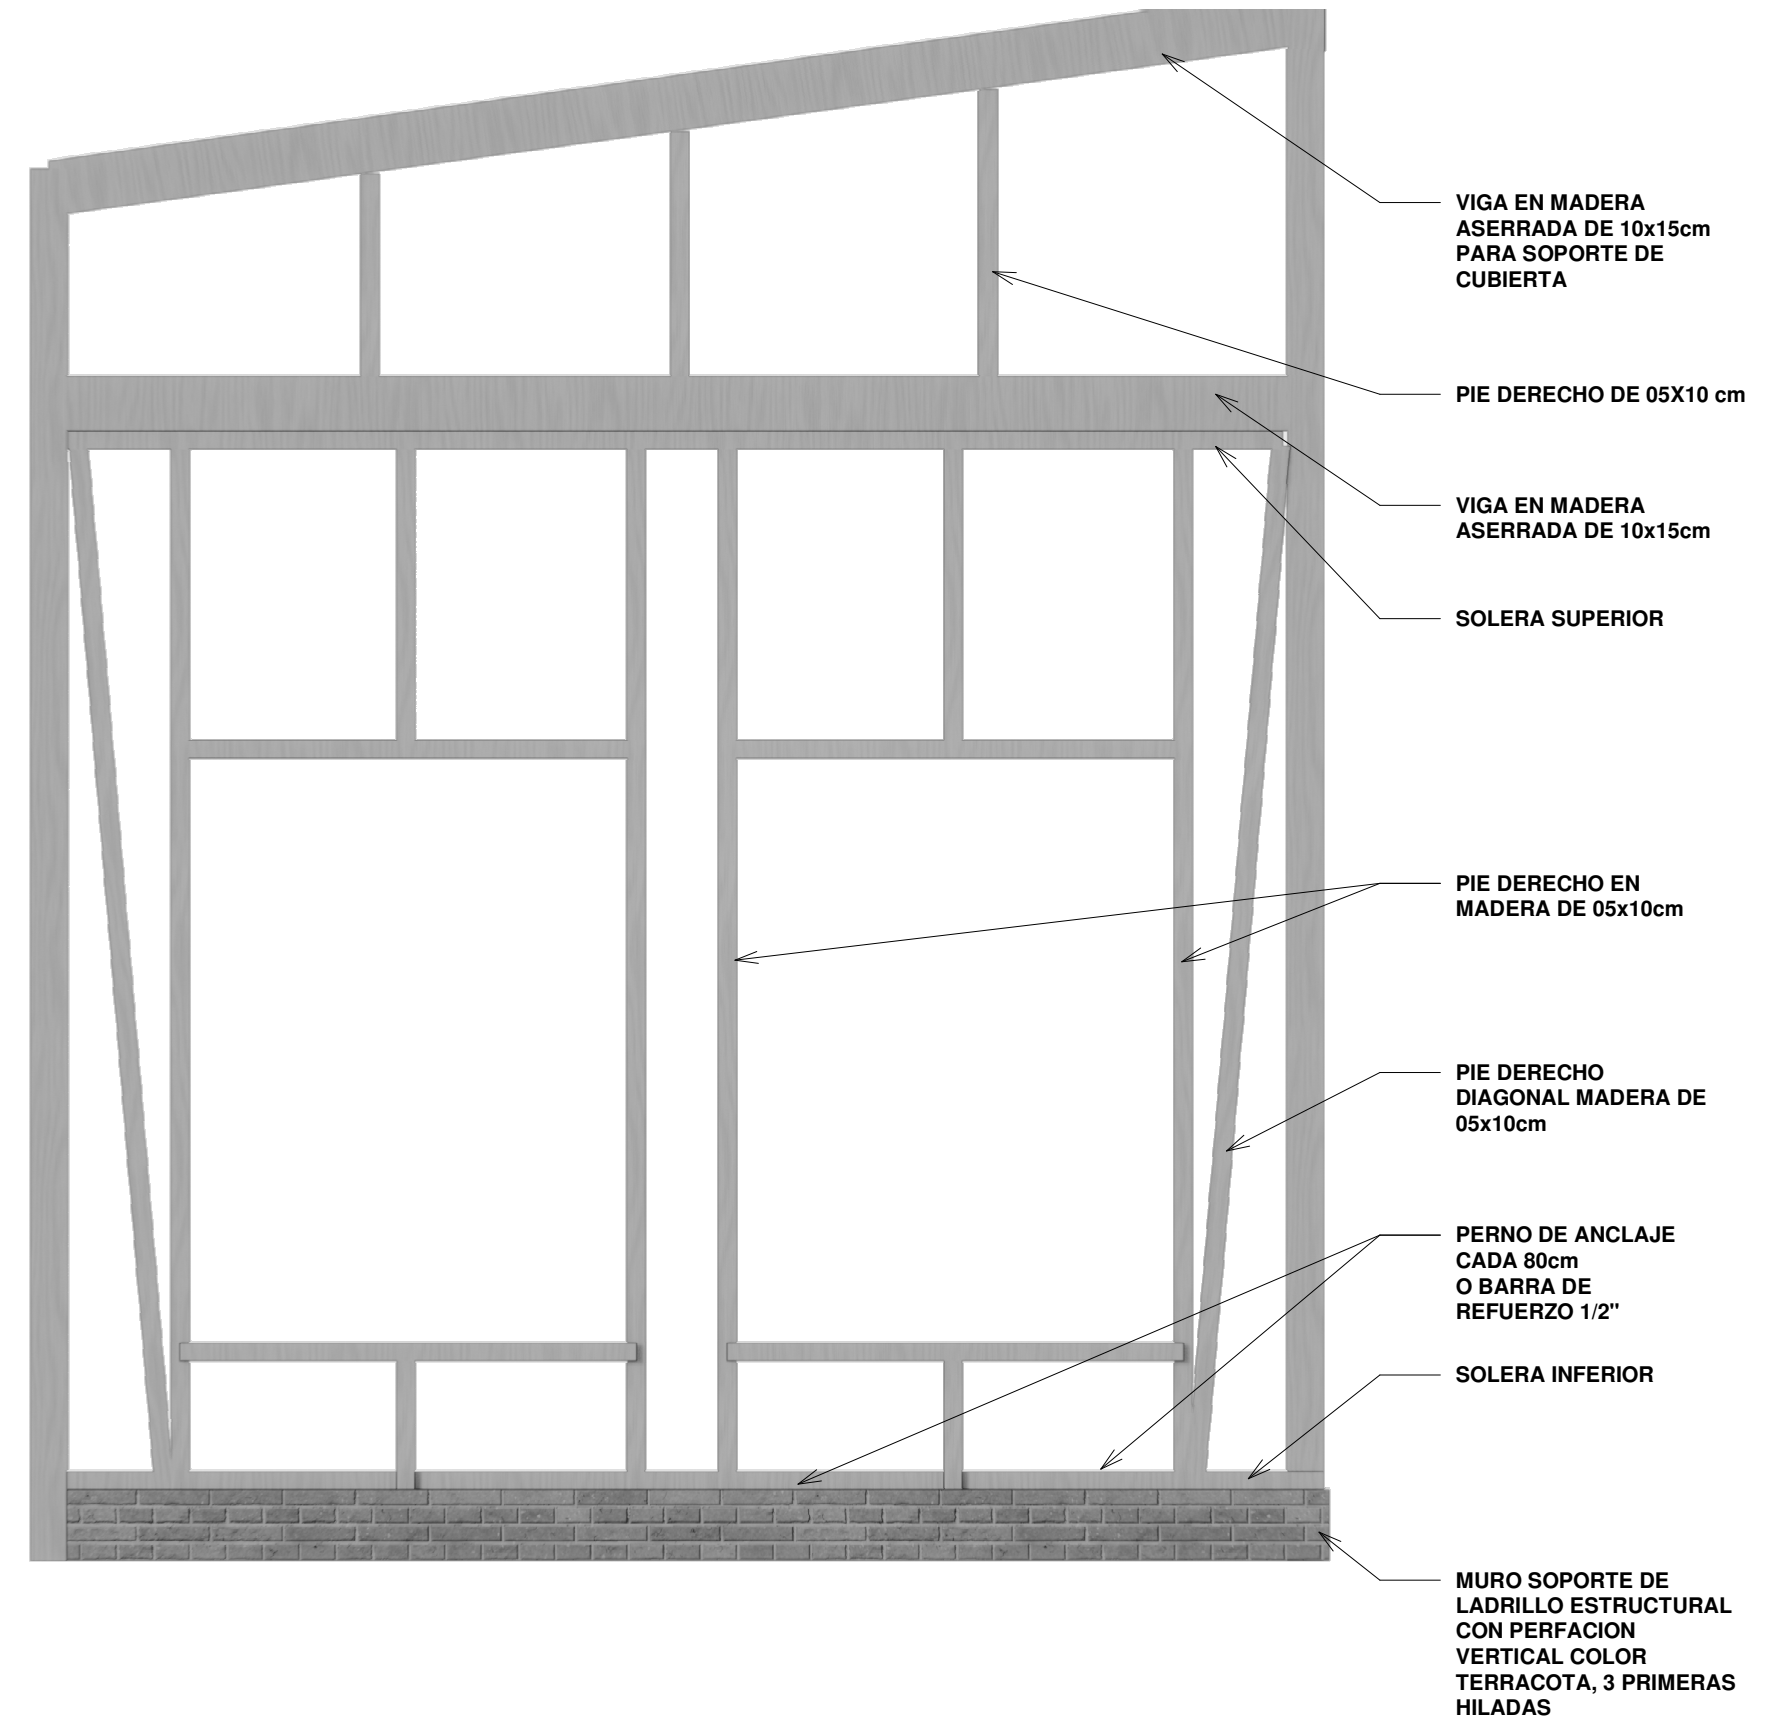 VIGA EN MADERA
ASERRADA DE 10x15cm
PARA SOPORTE DE
CUBIERTA
PIE DERECHO DE 05X10 cm
VIGA EN MADERA
ASERRADA DE 10x15cm
SOLERA SUPERIOR
PIE DERECHO EN
MADERA DE 05x10cm
PIE DERECHO
DIAGONAL MADERA DE
05x10cm
PERNO DE ANCLAJE
CADA 80cm
O BARRA DE
REFUERZO 1/2"
SOLERA INFERIOR
MURO SOPORTE DE
LADRILLO ESTRUCTURAL
CON PERFACION
VERTICAL COLOR
TERRACOTA, 3 PRIMERAS
HILADAS